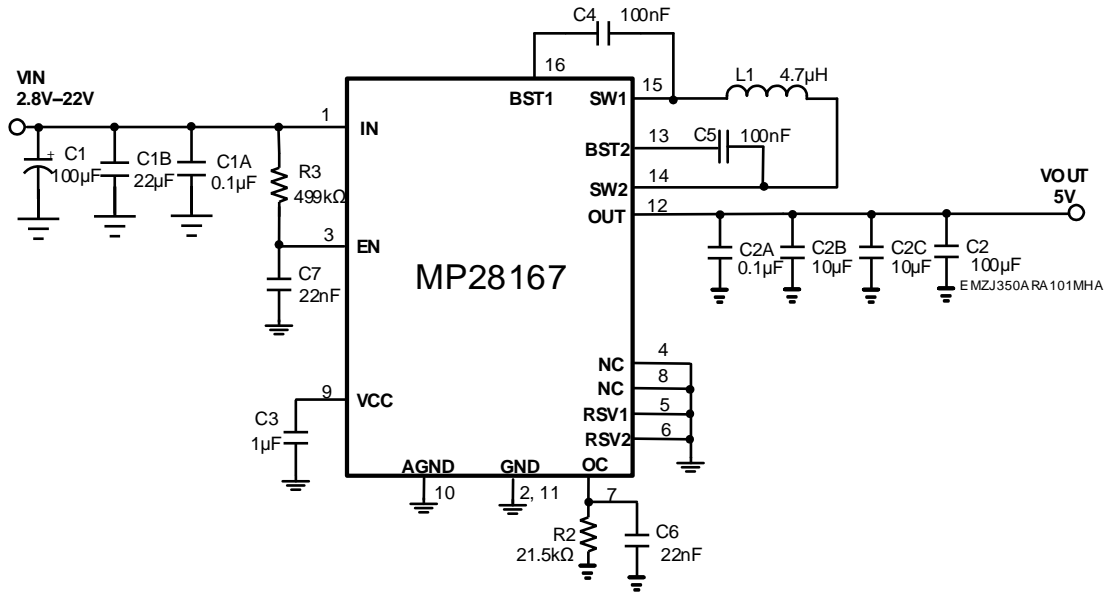 C4 100nF
16
BST1
VIN
2.8V–22V
1
IN
+
C1
100µF
C1B
22µF
C1A
0.1µF
R3
499kΩ
3
EN
C7
22nF
15
SW1
L1 4.7µH
13
BST2
C5 100nF
14
SW2
12
OUT
VOUT
5V
C2A
0.1µF
C2B
10µF
C2C
10µF
C2
100µF
EMZJ350ARA101MHA
MP28167
4
NC
8
NC
5
RSV1
6
RSV2
9
VCC
C3
1µF
AGND
10
GND
2, 11
OC
7
R2
21.5kΩ
C6
22nF